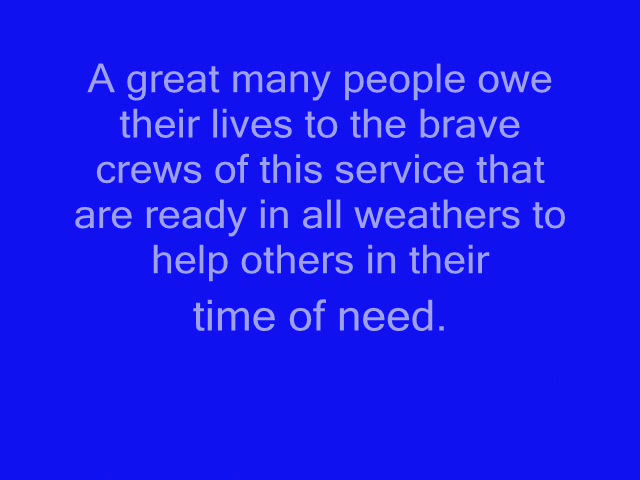 A great many people owe
their lives to the brave
crews of this service that
are ready in all weathers to
help others in their
time of need.